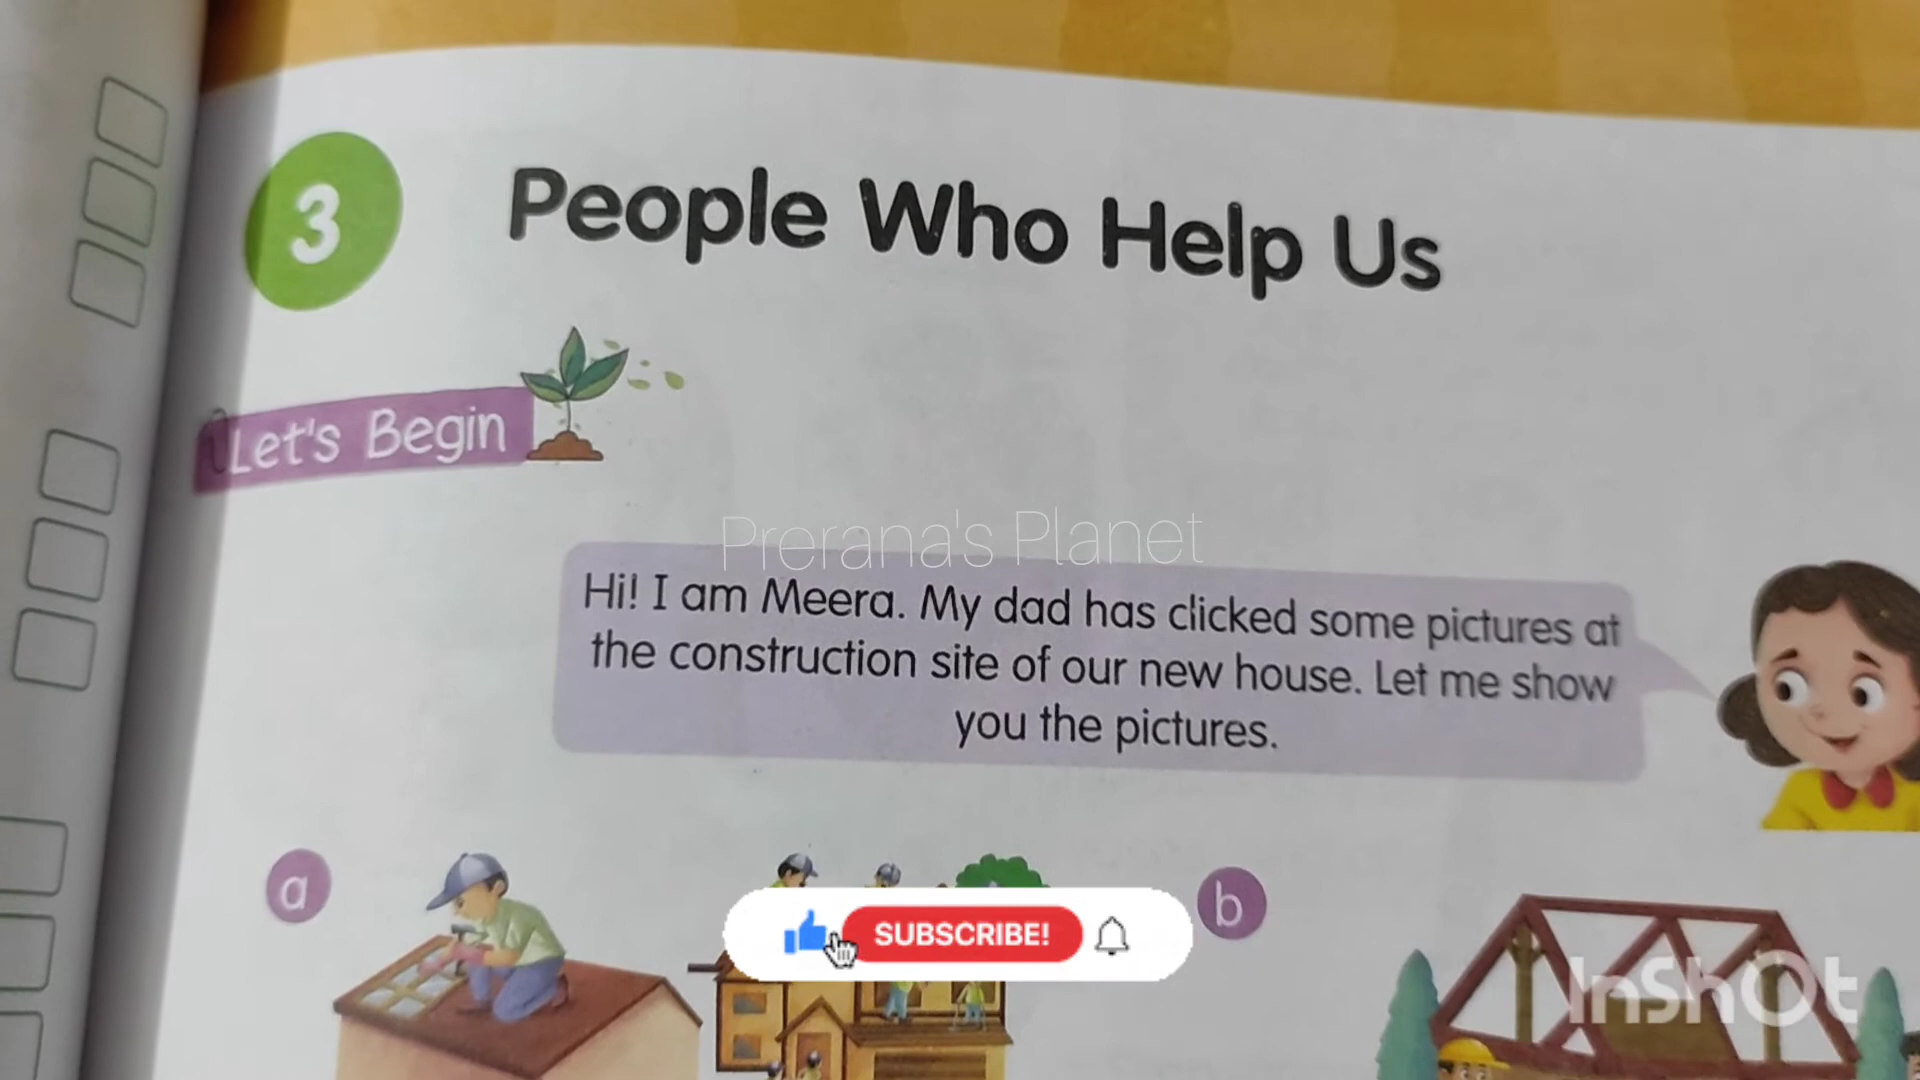 3
People Who Help Us
Let's Begin
Prerana's Planet
Hi! I am Meera. My dad has clicked some pictures at
the construction site of our new house. Let me show
you the pictures.
a
b
SUBSCRIBE!
InShOt